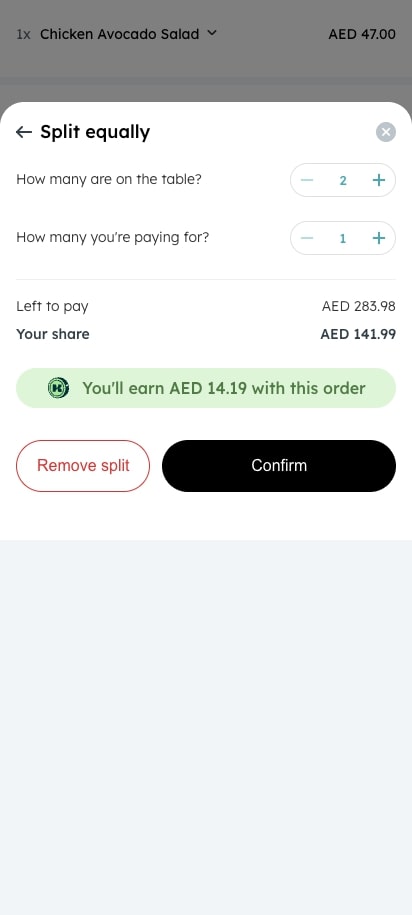 1x Chicken Avocado Salad AED 47.00
Split equally
How many are on the table? 2
How many you're paying for? 1
Left to pay AED 283.98
Your share AED 141.99
You'll earn AED 14.19 with this order
Remove split Confirm